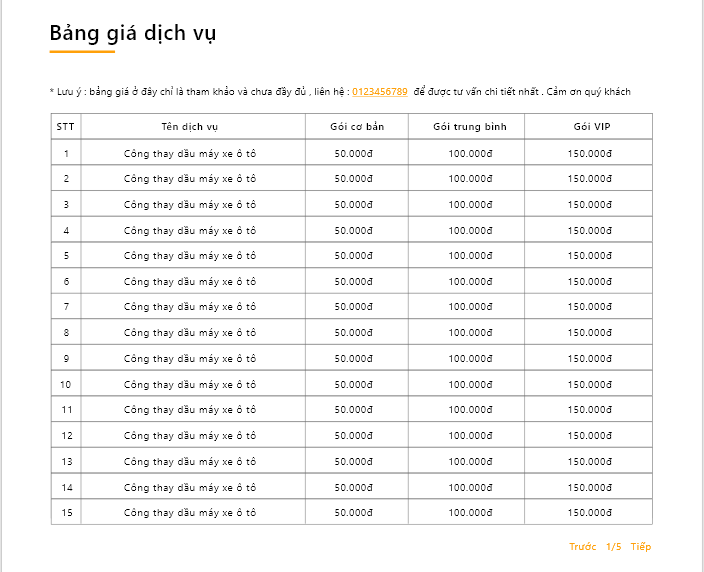 Bảng giá dịch vụ
* Lưu ý : bảng giá ở đây chỉ là tham khảo và chưa đầy đủ , liên hệ : 0123456789 để được tư vấn chi tiết nhất . Cảm ơn quý khách
STT Tên dịch vụ Gói cơ bản Gói trung bình Gói VIP
1 Công thay dầu máy xe ô tô 50.000đ 100.000đ 150.000đ
2 Công thay dầu máy xe ô tô 50.000đ 100.000đ 150.000đ
3 Công thay dầu máy xe ô tô 50.000đ 100.000đ 150.000đ
4 Công thay dầu máy xe ô tô 50.000đ 100.000đ 150.000đ
5 Công thay dầu máy xe ô tô 50.000đ 100.000đ 150.000đ
6 Công thay dầu máy xe ô tô 50.000đ 100.000đ 150.000đ
7 Công thay dầu máy xe ô tô 50.000đ 100.000đ 150.000đ
8 Công thay dầu máy xe ô tô 50.000đ 100.000đ 150.000đ
9 Công thay dầu máy xe ô tô 50.000đ 100.000đ 150.000đ
10 Công thay dầu máy xe ô tô 50.000đ 100.000đ 150.000đ
11 Công thay dầu máy xe ô tô 50.000đ 100.000đ 150.000đ
12 Công thay dầu máy xe ô tô 50.000đ 100.000đ 150.000đ
13 Công thay dầu máy xe ô tô 50.000đ 100.000đ 150.000đ
14 Công thay dầu máy xe ô tô 50.000đ 100.000đ 150.000đ
15 Công thay dầu máy xe ô tô 50.000đ 100.000đ 150.000đ
Trước 1/5 Tiếp